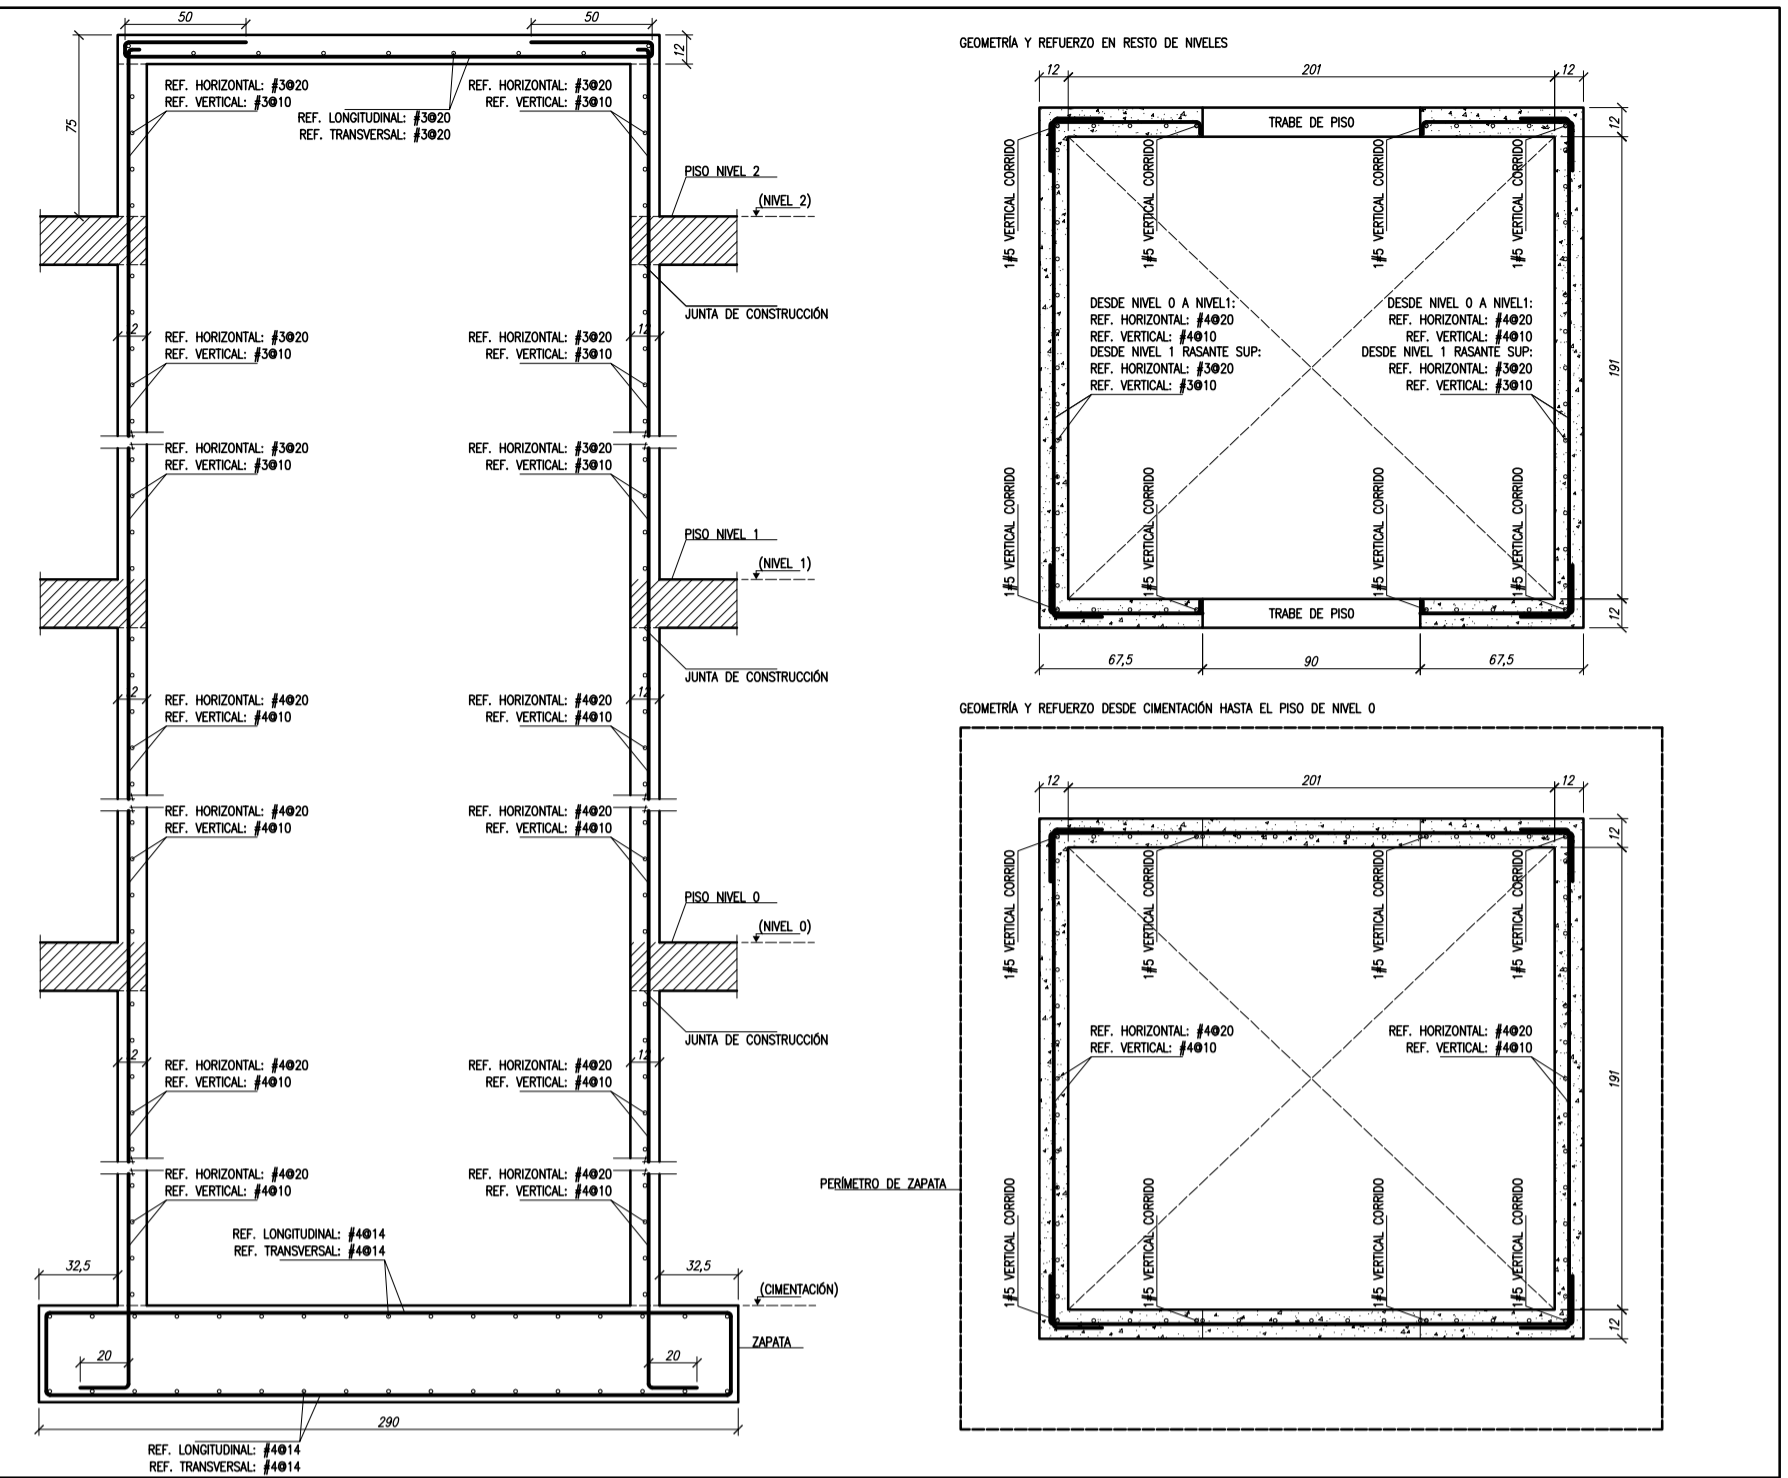 50
50
12
75
REF. HORIZONTAL: #3@20
REF. VERTICAL: #3@10
REF. HORIZONTAL: #3@20
REF. VERTICAL: #3@10
REF. LONGITUDINAL: #3@20
REF. TRANSVERSAL: #3@20
PISO NIVEL 2
(NIVEL 2)
JUNTA DE CONSTRUCCIÓN
12
REF. HORIZONTAL: #3@20
REF. VERTICAL: #3@10
REF. HORIZONTAL: #3@20
REF. VERTICAL: #3@10
REF. HORIZONTAL: #3@20
REF. VERTICAL: #3@10
REF. HORIZONTAL: #3@20
REF. VERTICAL: #3@10
PISO NIVEL 1
(NIVEL 1)
JUNTA DE CONSTRUCCIÓN
12
REF. HORIZONTAL: #4@20
REF. VERTICAL: #4@10
REF. HORIZONTAL: #4@20
REF. VERTICAL: #4@10
REF. HORIZONTAL: #4@20
REF. VERTICAL: #4@10
REF. HORIZONTAL: #4@20
REF. VERTICAL: #4@10
PISO NIVEL 0
(NIVEL 0)
JUNTA DE CONSTRUCCIÓN
12
REF. HORIZONTAL: #4@20
REF. VERTICAL: #4@10
REF. HORIZONTAL: #4@20
REF. VERTICAL: #4@10
REF. HORIZONTAL: #4@20
REF. VERTICAL: #4@10
REF. HORIZONTAL: #4@20
REF. VERTICAL: #4@10
REF. LONGITUDINAL: #4@14
REF. TRANSVERSAL: #4@14
32,5
32,5
(CIMENTACIÓN)
ZAPATA
20
20
290
REF. LONGITUDINAL: #4@14
REF. TRANSVERSAL: #4@14
GEOMETRÍA Y REFUERZO EN RESTO DE NIVELES
12
201
12
TRABE DE PISO
12
1#5 VERTICAL CORRIDO
1#5 VERTICAL CORRIDO
1#5 VERTICAL CORRIDO
1#5 VERTICAL CORRIDO
DESDE NIVEL 0 A NIVEL1:
REF. HORIZONTAL: #4@20
REF. VERTICAL: #4@10
DESDE NIVEL 1 RASANTE SUP:
REF. HORIZONTAL: #3@20
REF. VERTICAL: #3@10
DESDE NIVEL 0 A NIVEL1:
REF. HORIZONTAL: #4@20
REF. VERTICAL: #4@10
DESDE NIVEL 1 RASANTE SUP:
REF. HORIZONTAL: #3@20
REF. VERTICAL: #3@10
191
1#5 VERTICAL CORRIDO
1#5 VERTICAL CORRIDO
1#5 VERTICAL CORRIDO
1#5 VERTICAL CORRIDO
TRABE DE PISO
12
67,5
90
67,5
GEOMETRÍA Y REFUERZO DESDE CIMENTACIÓN HASTA EL PISO DE NIVEL 0
12
201
12
12
1#5 VERTICAL CORRIDO
1#5 VERTICAL CORRIDO
1#5 VERTICAL CORRIDO
1#5 VERTICAL CORRIDO
REF. HORIZONTAL: #4@20
REF. VERTICAL: #4@10
REF. HORIZONTAL: #4@20
REF. VERTICAL: #4@10
191
PERÍMETRO DE ZAPATA
1#5 VERTICAL CORRIDO
1#5 VERTICAL CORRIDO
1#5 VERTICAL CORRIDO
1#5 VERTICAL CORRIDO
12